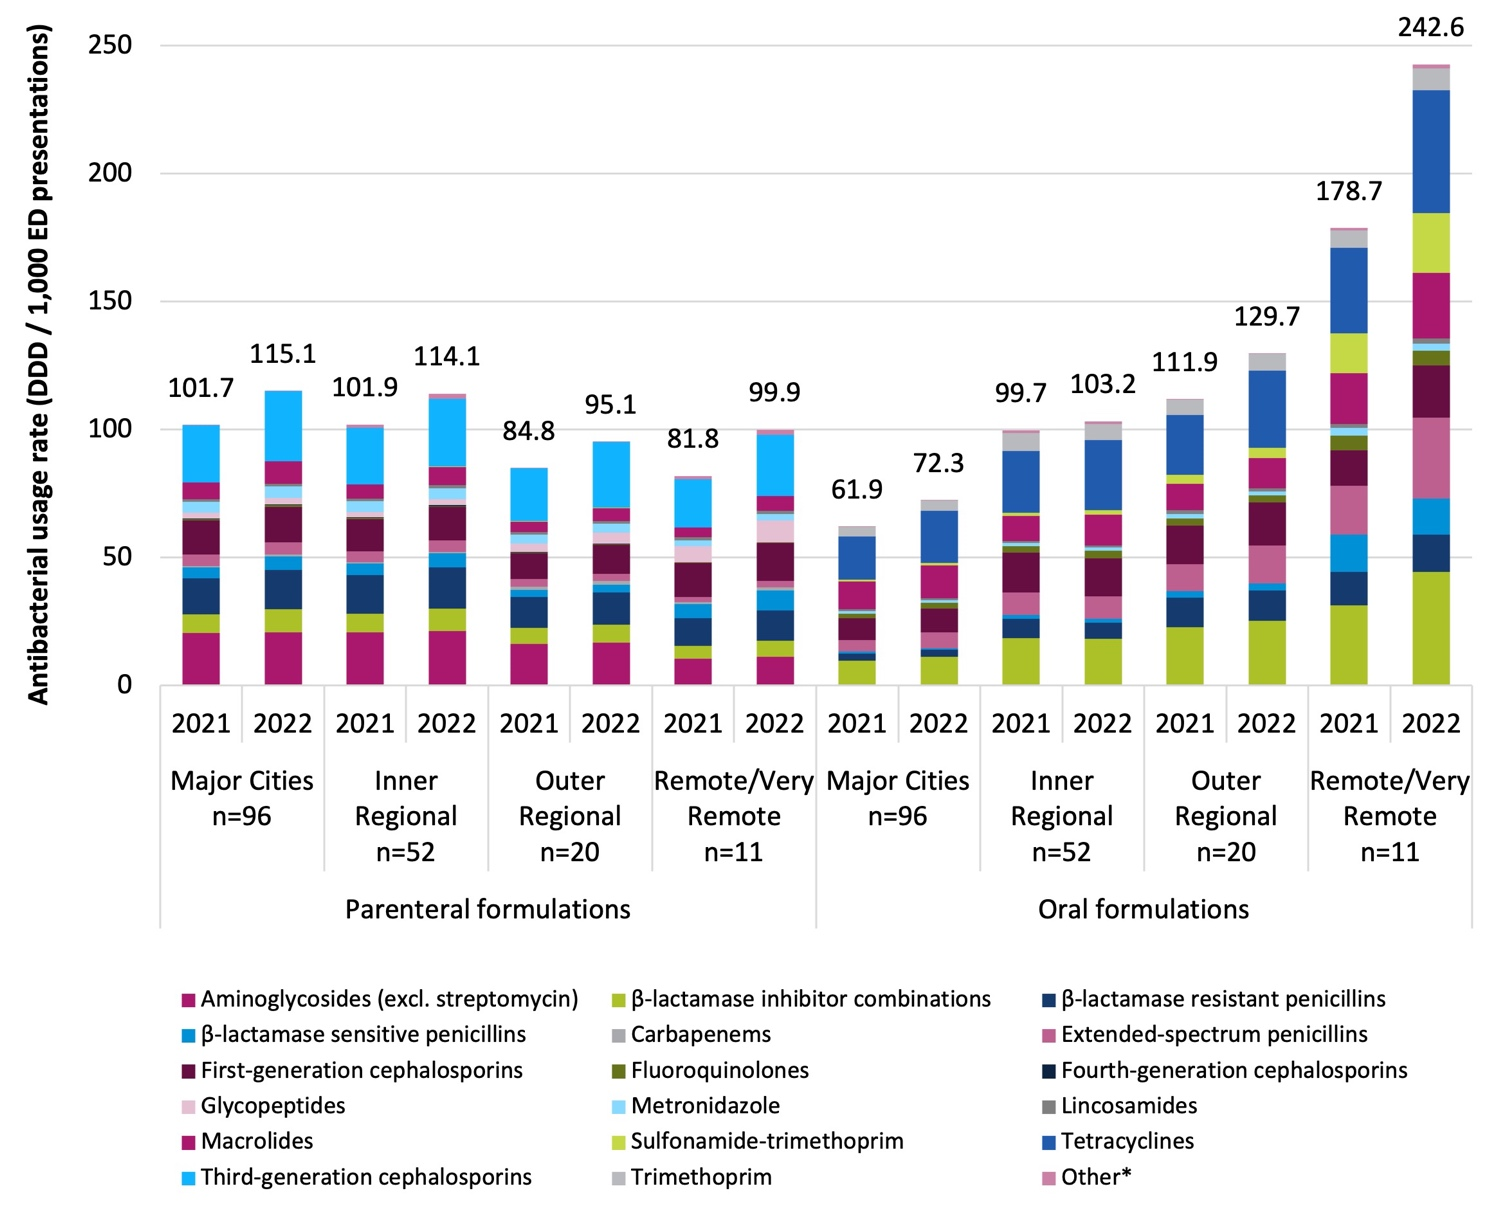 Antibacterial usage rate (DDD / 1,000 ED presentations)
250
200
150
100
50
0
101.7
115.1
101.9
114.1
84.8
95.1
81.8
99.9
61.9
72.3
99.7
103.2
111.9
129.7
178.7
242.6
2021 2022 2021 2022 2021 2022 2021 2022 2021 2022 2021 2022 2021 2022 2021 2022
Major Cities
n=96
Inner
Regional
n=52
Outer
Regional
n=20
Remote/Very
Remote
n=11
Major Cities
n=96
Inner
Regional
n=52
Outer
Regional
n=20
Remote/Very
Remote
n=11
Parenteral formulations
Oral formulations
Aminoglycosides (excl. streptomycin)
β-lactamase inhibitor combinations
β-lactamase resistant penicillins
β-lactamase sensitive penicillins
Carbapenems
Extended-spectrum penicillins
First-generation cephalosporins
Fluoroquinolones
Fourth-generation cephalosporins
Glycopeptides
Metronidazole
Lincosamides
Macrolides
Sulfonamide-trimethoprim
Tetracyclines
Third-generation cephalosporins
Trimethoprim
Other*